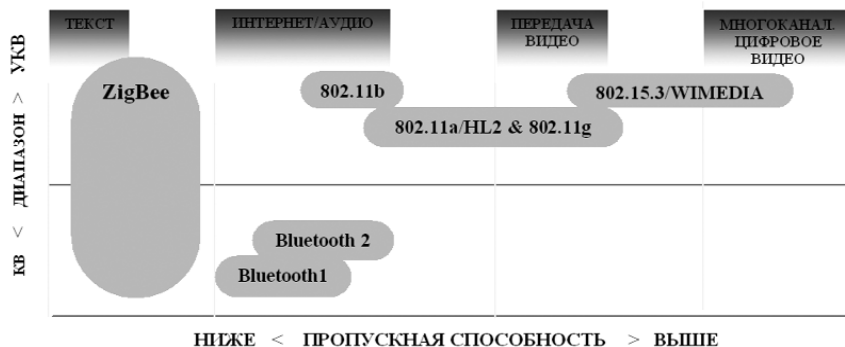 ТЕКСТ
ИНТЕРНЕТ/АУДИО
ПЕРЕДАЧА
ВИДЕО
МНОГОКАНАЛ.
ЦИФРОВОЕ
ВИДЕО
КВ < ДИАПАЗОН > УКВ
ZigBee
802.11b
802.15.3/WIMEDIA
802.11a/HL2 & 802.11g
Bluetooth 2
Bluetooth1
НИЖЕ < ПРОПУСКНАЯ СПОСОБНОСТЬ > ВЫШЕ